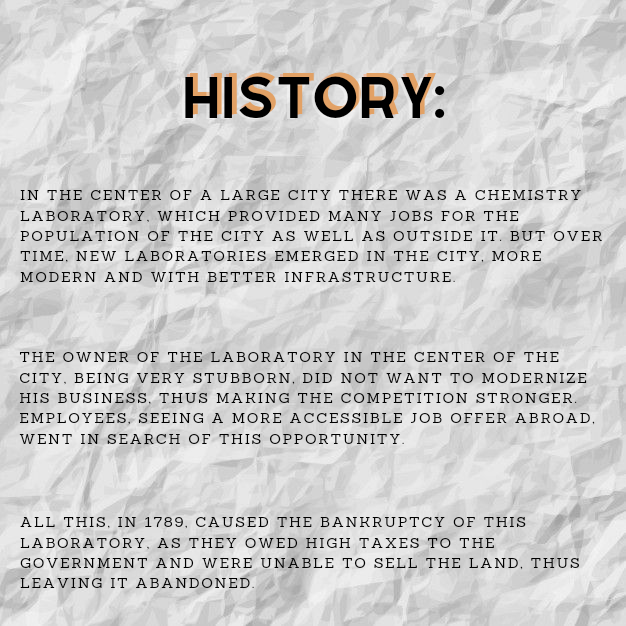 HISTORY:
IN THE CENTER OF A LARGE CITY THERE WAS A CHEMISTRY
LABORATORY, WHICH PROVIDED MANY JOBS FOR THE
POPULATION OF THE CITY AS WELL AS OUTSIDE IT. BUT OVER
TIME, NEW LABORATORIES EMERGED IN THE CITY, MORE
MODERN AND WITH BETTER INFRASTRUCTURE.
THE OWNER OF THE LABORATORY IN THE CENTER OF THE
CITY, BEING VERY STUBBORN, DID NOT WANT TO MODERNIZE
HIS BUSINESS, THUS MAKING THE COMPETITION STRONGER.
EMPLOYEES, SEEING A MORE ACCESSIBLE JOB OFFER ABROAD,
WENT IN SEARCH OF THIS OPPORTUNITY.
ALL THIS, IN 1789, CAUSED THE BANKRUPTCY OF THIS
LABORATORY, AS THEY OWED HIGH TAXES TO THE
GOVERNMENT AND WERE UNABLE TO SELL THE LAND, THUS
LEAVING IT ABANDONED.